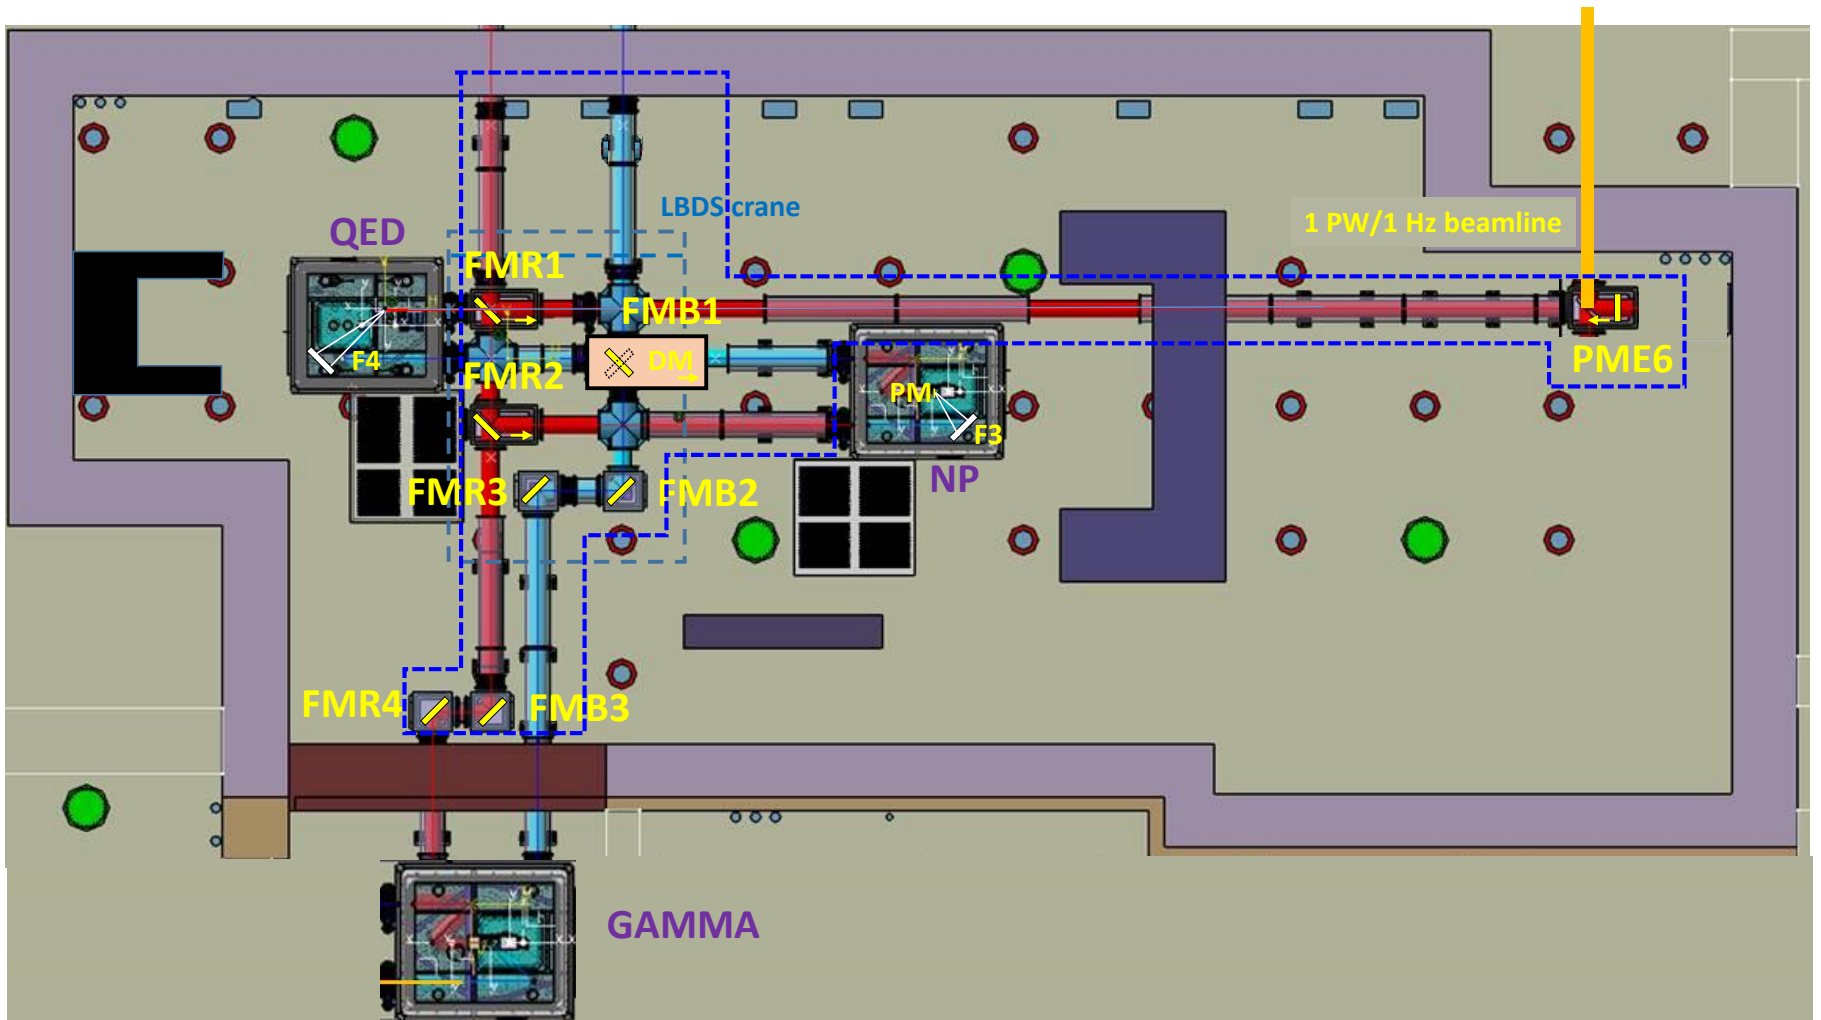 LBDS crane
1 PW/1 Hz beamline
QED
FMR1
FMB1
F4
FMR2
DM
PME6
PM
F3
NP
FMR3
FMB2
FMR4
FMB3
GAMMA